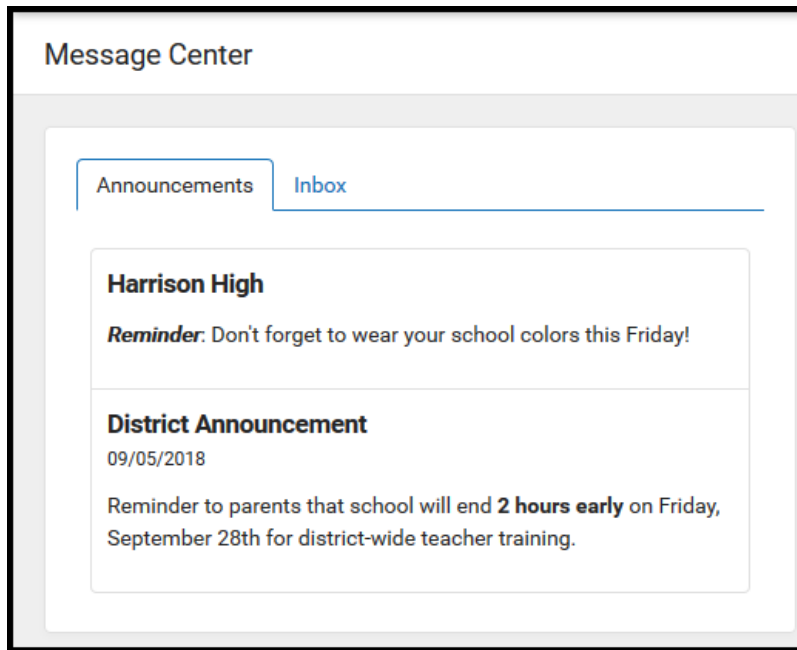 Message Center
Announcements Inbox
Harrison High
Reminder: Don't forget to wear your school colors this Friday!
District Announcement
09/05/2018
Reminder to parents that school will end 2 hours early on Friday,
September 28th for district-wide teacher training.